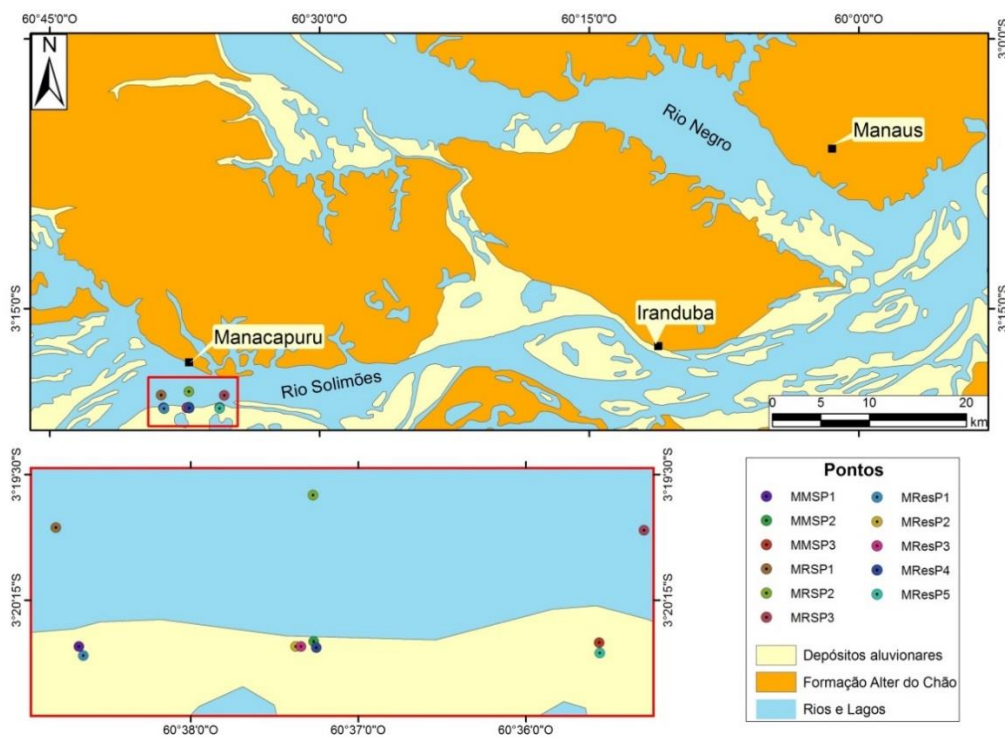 60°45'0"O 60°30'0"O 60°15'0"O 60°0'0"O
3°0'0"S
N
Rio Negro
Manaus
3°15'0"S
3°15'0"S
Iranduba
Manacapuru
Rio Solimões
0 5 10 20
km
3°19'30"S
3°19'30"S
3°20'15"S
3°20'15"S
60°38'0"O 60°37'0"O 60°36'0"O
Pontos
MMSP1 MResP1
MMSP2 MResP2
MMSP3 MResP3
MRSP1 MResP4
MRSP2 MResP5
MRSP3
Depósitos aluvionares
Formação Alter do Chão
Rios e Lagos